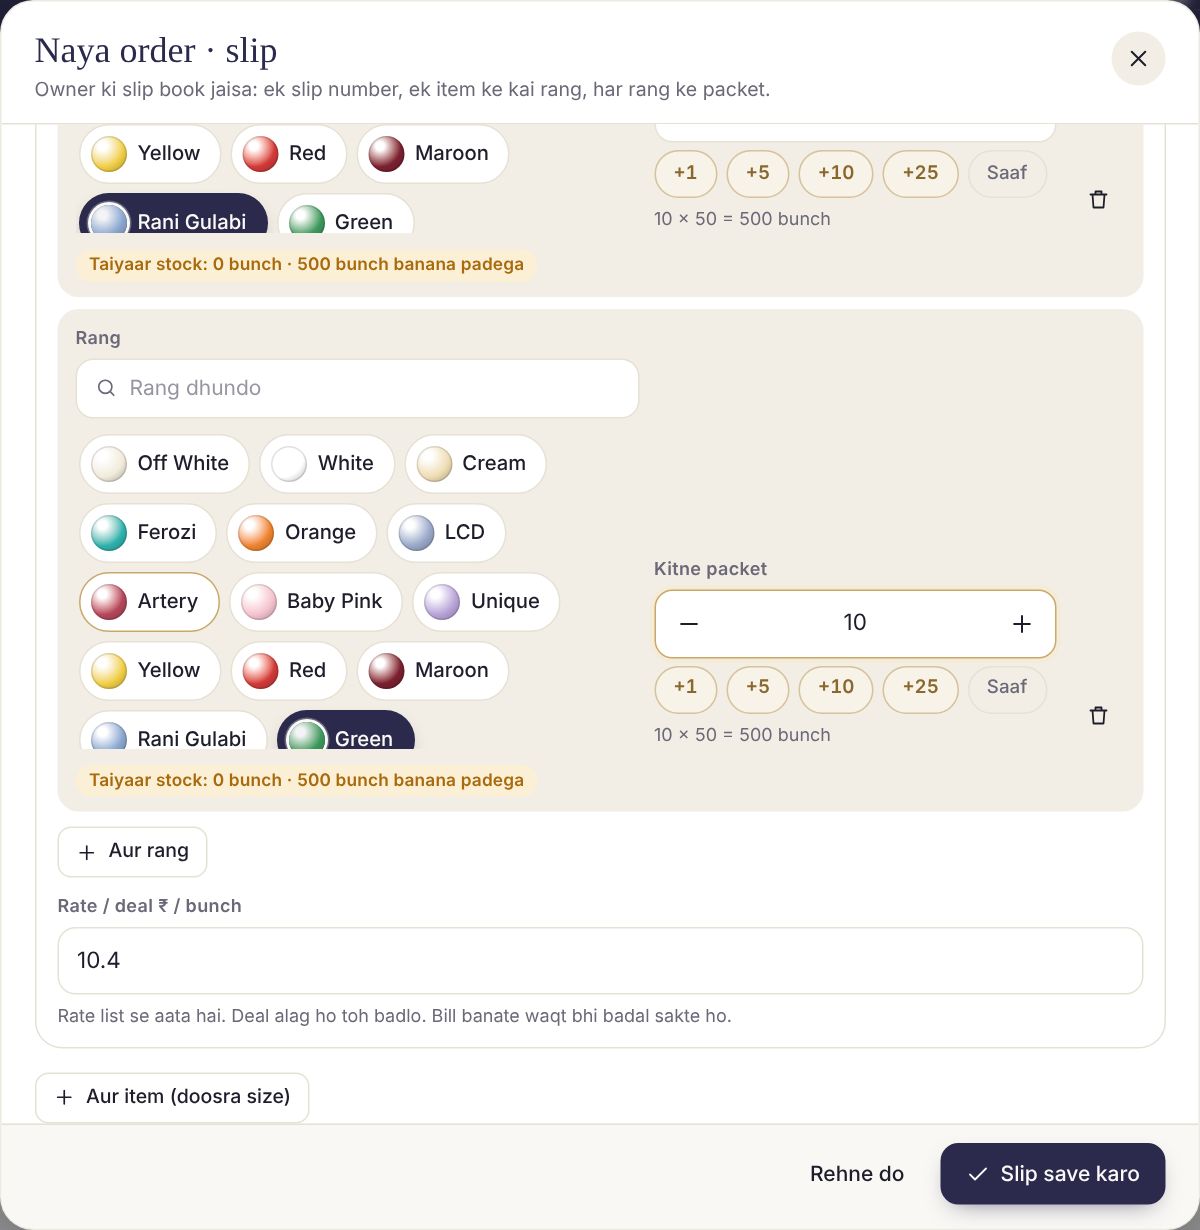 Naya order · slip
Owner ki slip book jaisa: ek slip number, ek item ke kai rang, har rang ke packet.
Yellow Red Maroon
Rani Gulabi Green
+1 +5 +10 +25 Saaf
10 × 50 = 500 bunch
Taiyaar stock: 0 bunch · 500 bunch banana padega
Rang
Rang dhundo
Off White White Cream
Ferozi Orange LCD
Artery Baby Pink Unique
Yellow Red Maroon
Rani Gulabi Green
Kitne packet
10
+1 +5 +10 +25 Saaf
10 × 50 = 500 bunch
Taiyaar stock: 0 bunch · 500 bunch banana padega
Aur rang
Rate / deal ₹ / bunch
10.4
Rate list se aata hai. Deal alag ho toh badlo. Bill banate waqt bhi badal sakte ho.
Aur item (doosra size)
Rehne do Slip save karo